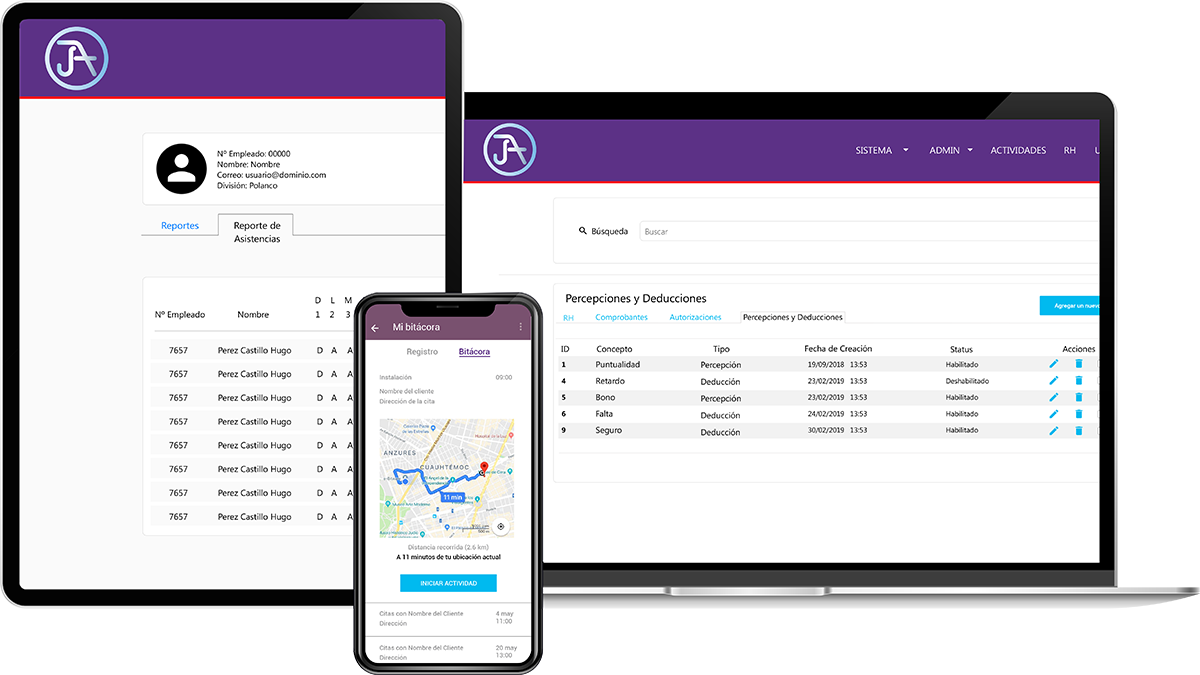 JA
Nº Empleado: 00000
Nombre: Nombre
Correo: usuario@dominio.com
División: Polanco
Reportes
Reporte de
Asistencias
D L M
Nº Empleado Nombre 1 2 3
7657 Perez Castillo Hugo D A A
7657 Perez Castillo Hugo D A A
7657 Perez Castillo Hugo D A A
7657 Perez Castillo Hugo D A A
7657 Perez Castillo Hugo D A A
7657 Perez Castillo Hugo D A A
7657 Perez Castillo Hugo D A A
7657 Perez Castillo Hugo D A A
Mi bitácora
Registro Bitácora
Instalación 09:00
Nombre del cliente
Dirección de la cita
ANZURES
CUAUHTEMOC
11 min
Distancia recorrida (2.6 km)
A 11 minutos de tu ubicación actual
INICIAR ACTIVIDAD
Citas con Nombre del Cliente 4 may
Dirección 11:00
Citas con Nombre del Cliente 20 may
Dirección 13:00
JA
SISTEMA ADMIN ACTIVIDADES RH U
Búsqueda Buscar
Percepciones y Deducciones
Agregar un nuevo
RH Comprobantes Autorizaciones Percepciones y Deducciones
ID Concepto Tipo Fecha de Creación Status Acciones
1 Puntualidad Percepción 19/09/2018 13:53 Habilitado
4 Retardo Deducción 23/02/2019 13:53 Deshabilitado
5 Bono Percepción 23/02/2019 13:53 Habilitado
6 Falta Deducción 24/02/2019 13:53 Habilitado
9 Seguro Deducción 30/02/2019 13:53 Habilitado